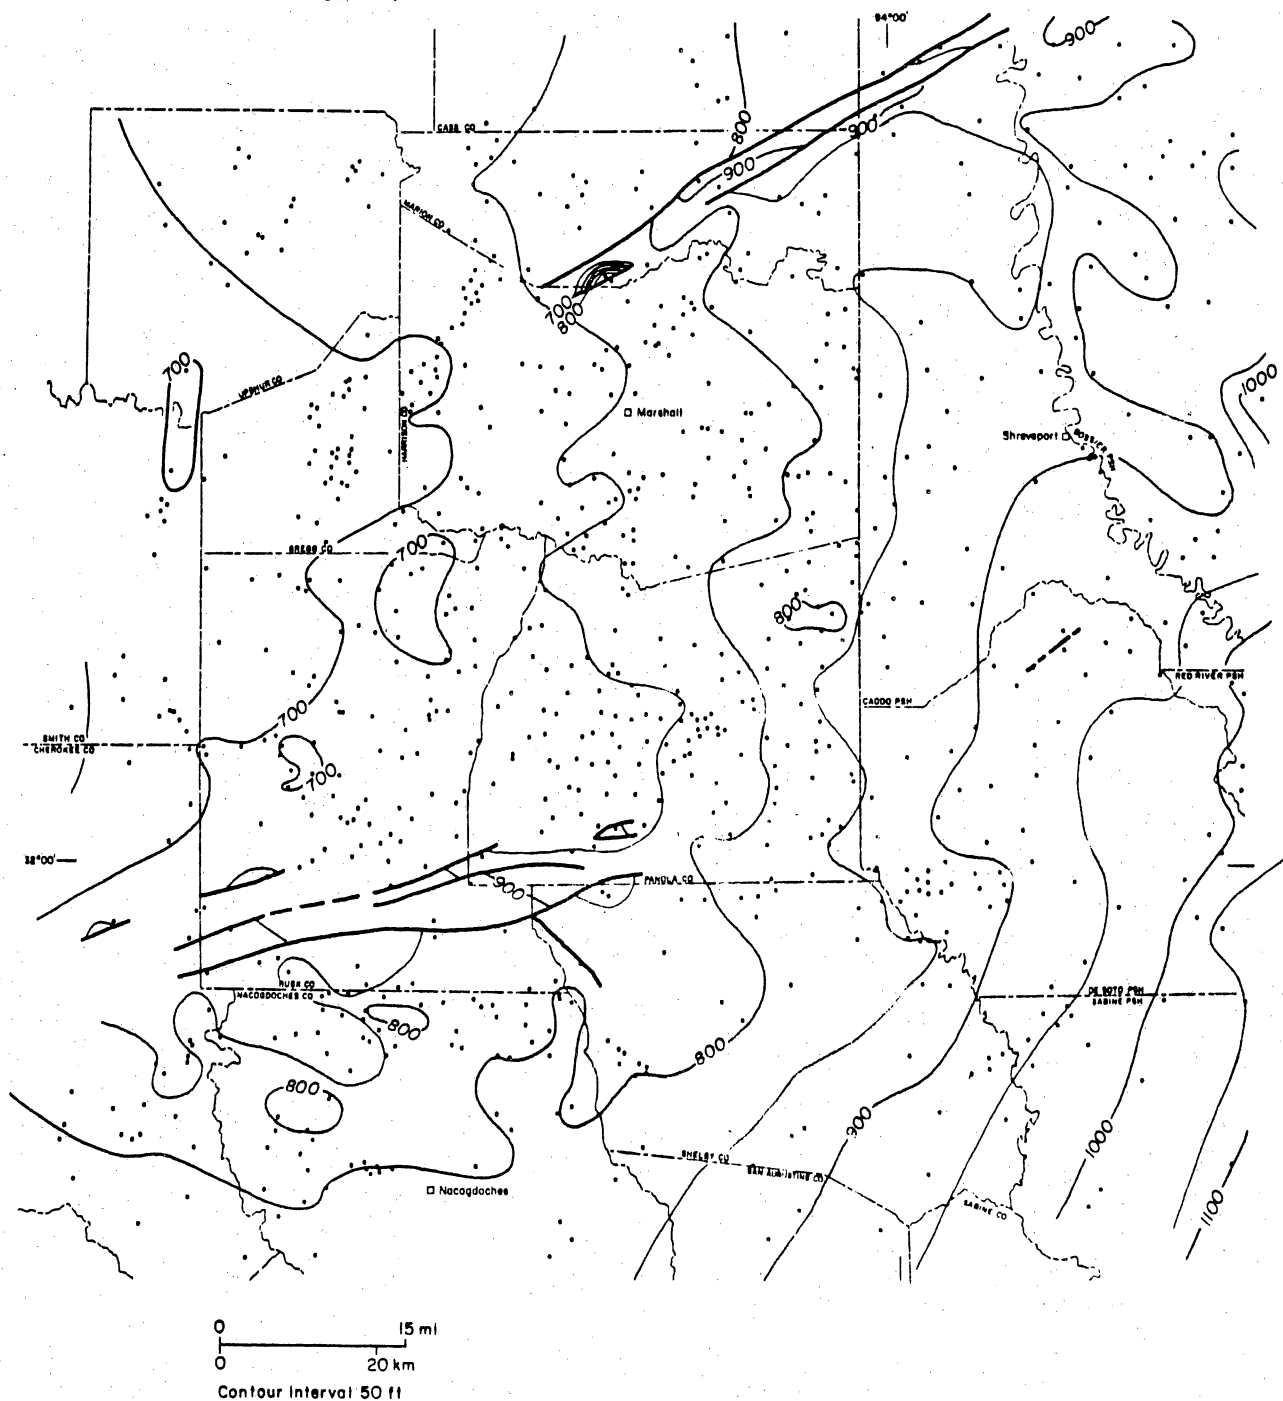 94°00'
900
CASS CO
800
900
900
MARION CO
700
800
700
UPSHUR CO
1000
Marshall
HARRISON CO
Shreveport
BOSSIER PSH
GREGG CO
700
800
RED RIVER PSH
CADDO PSH
700
SMITH CO
CHEROKEE CO
700
32°00'
PANOLA CO
900
RUSK CO
NACOGDOCHES CO
DE SOTO PSH
SABINE PSH
800
800
800
900
1000
SHELBY CO
SAN AUGUSTINE CO
Nacogdoches
SABINE CO
1100
0 15 mi
0 20 km
Contour interval 50 ft